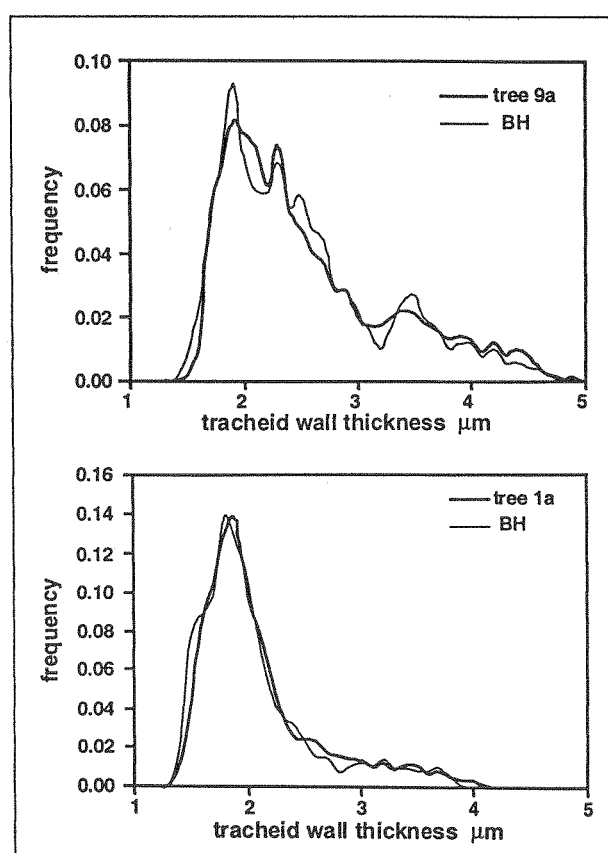 0.10
tree 9a
BH
0.08
0.06
0.04
0.02
0.00
frequency
1 2 3 4 5
tracheid wall thickness μm
0.16
tree 1a
BH
0.14
0.12
0.10
0.08
0.06
0.04
0.02
0.00
frequency
1 2 3 4 5
tracheid wall thickness μm